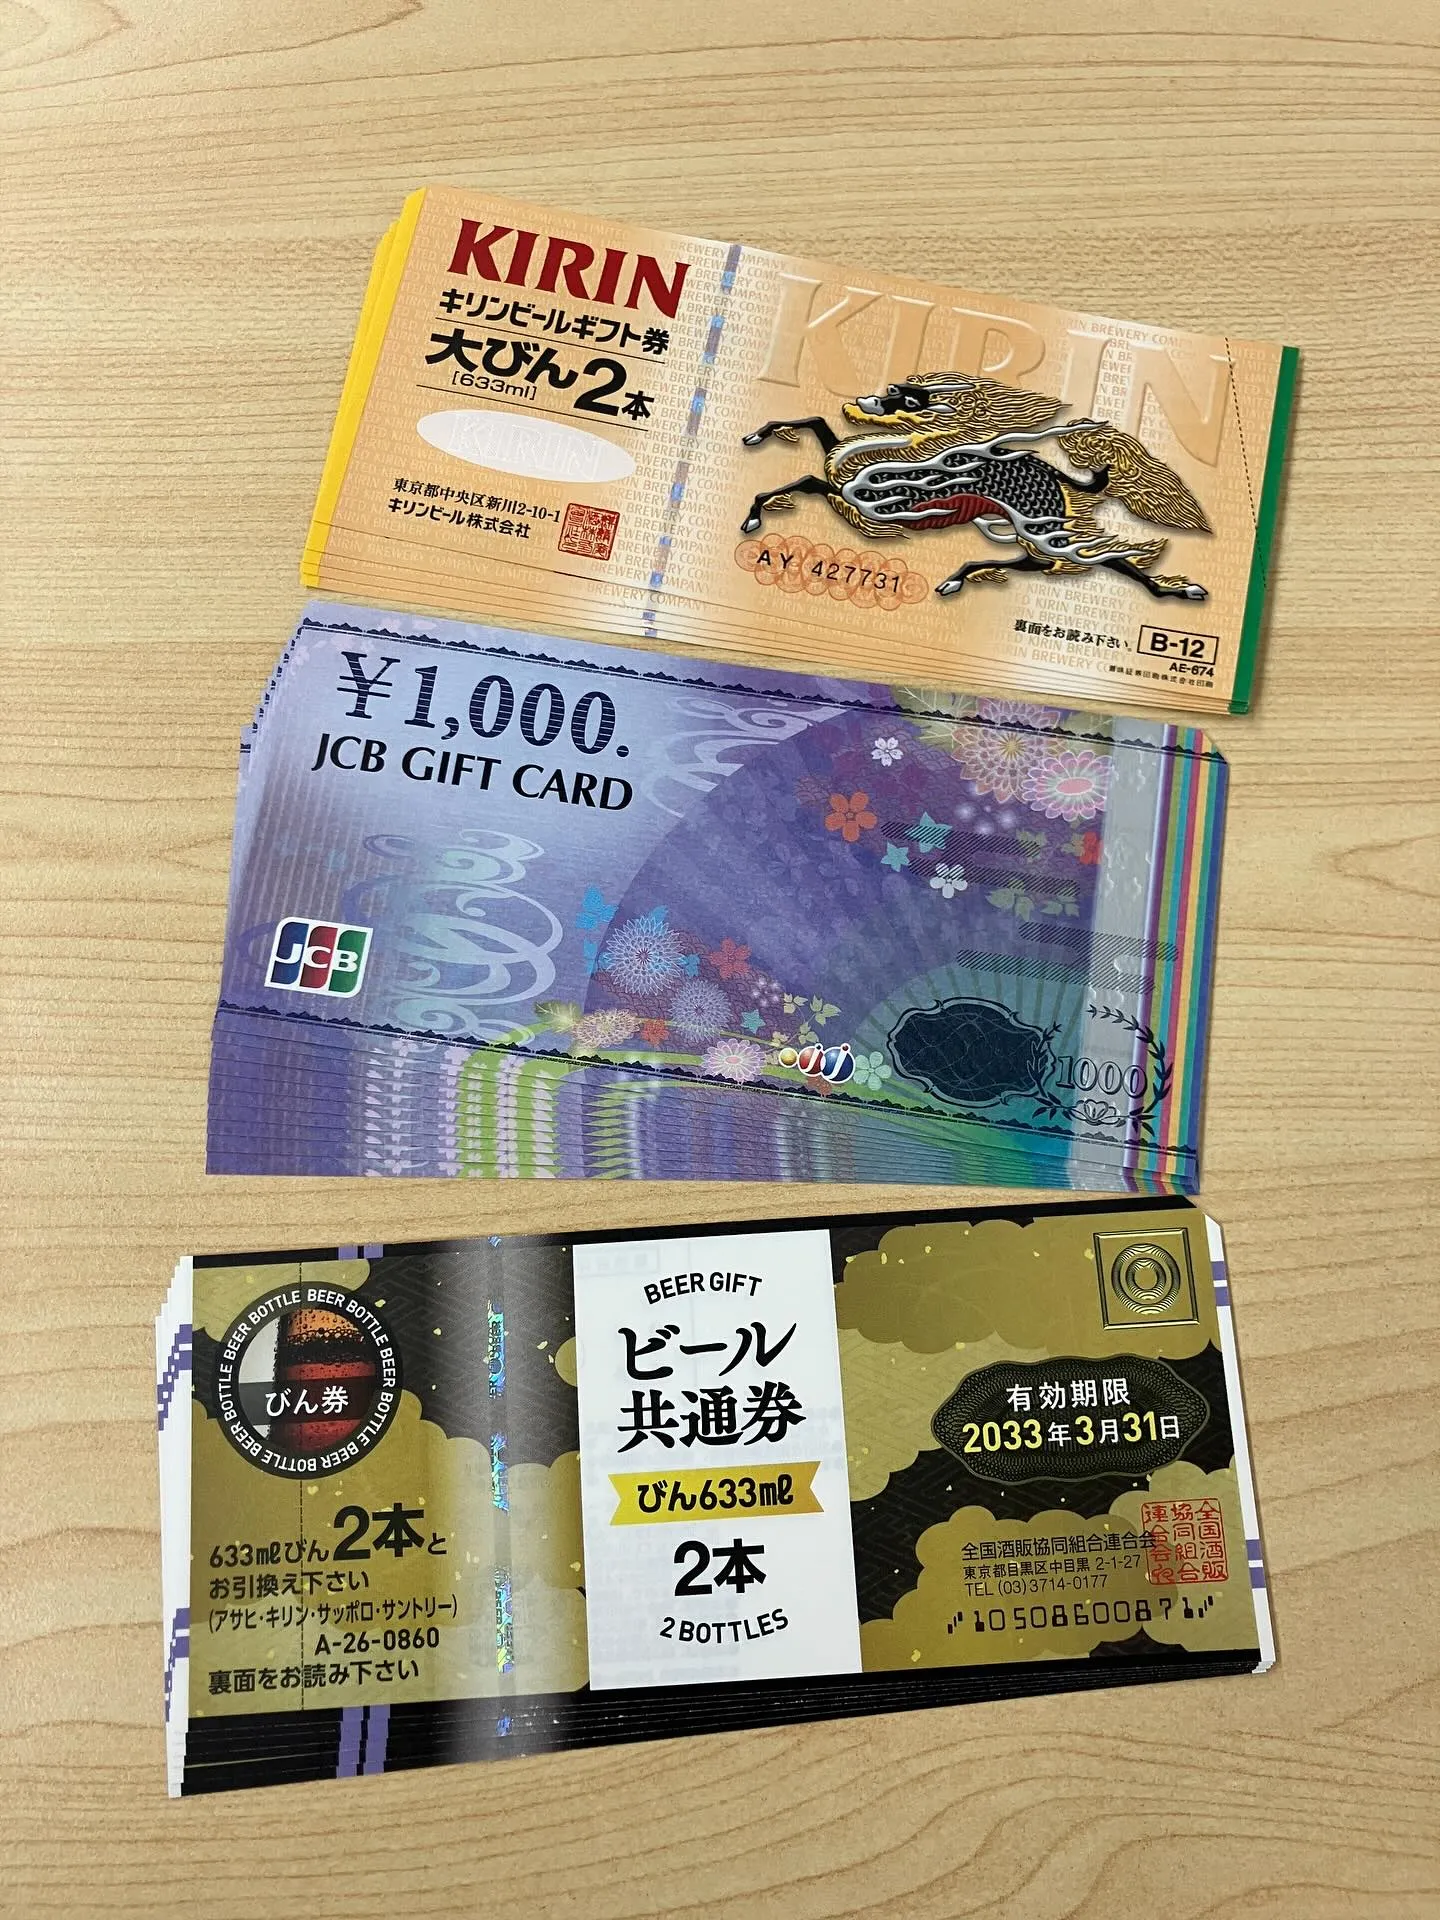 KIRIN
キリンビールギフト券
大びん2本
[633ml]
KIRIN
東京都中央区新川2-10-1
キリンビール株式会社
KIRIN
AY 427731
裏面をお読み下さい。
B-12
AE-674
¥1,000.
JCB GIFT CARD
JCB
1000
BEER BOTTLE BEER BOTTLE BEER BOTTLE BEER BOTTLE
びん券
633mlびん2本と
お引換え下さい
(アサヒ・キリン・サッポロ・サントリー)
A-26-0860
裏面をお読み下さい
BEER GIFT
ビール
共通券
びん633ml
2本
2 BOTTLES
有効期限
2033年3月31日
全国酒販協同組合連合会
東京都目黒区中目黒 2-1-27
TEL (03)3714-0177
1050860087